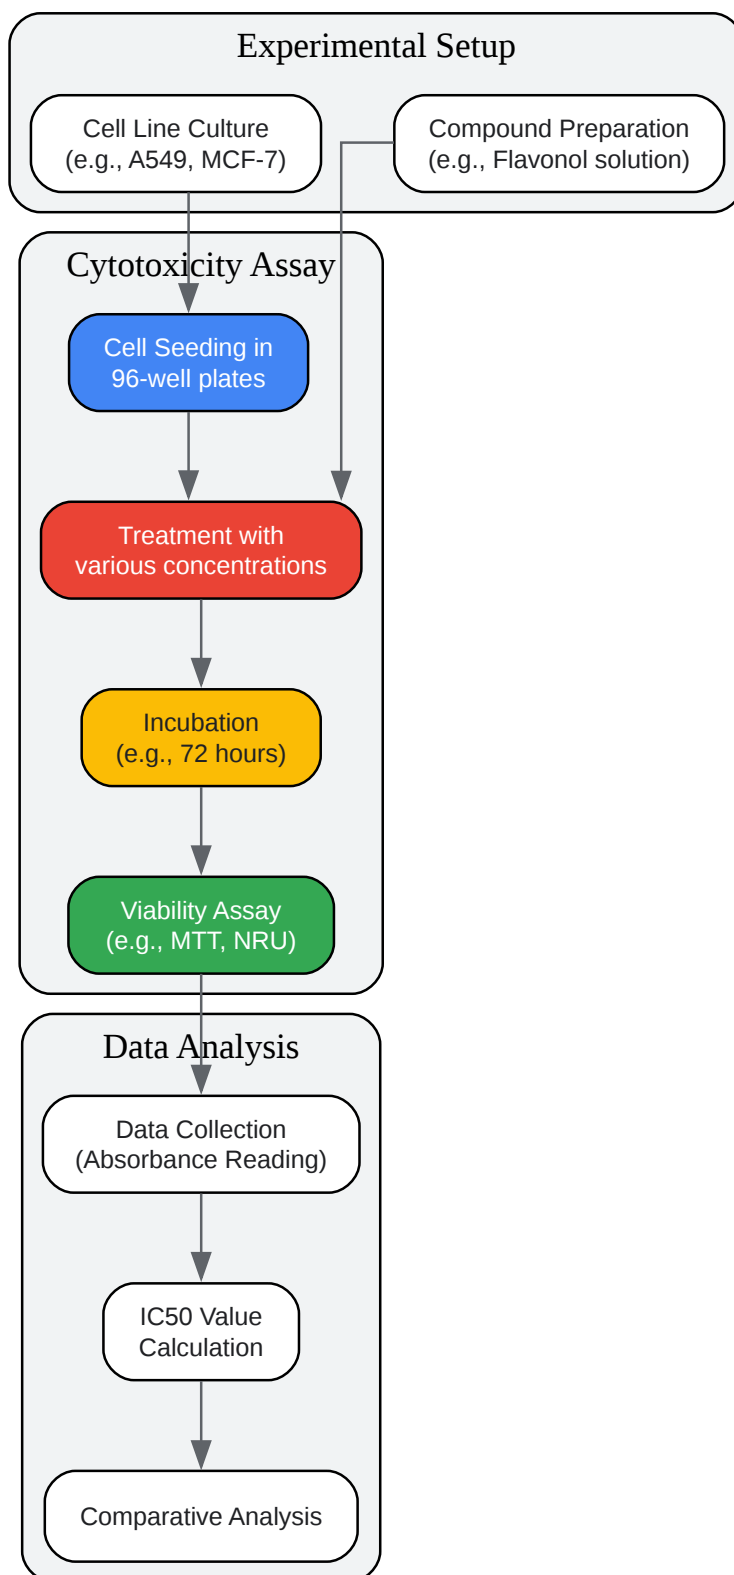 Experimental Setup
Cell Line Culture
(e.g., A549, MCF-7)
Compound Preparation
(e.g., Flavonol solution)
Cytotoxicity Assay
Cell Seeding in
96-well plates
Treatment with
various concentrations
Incubation
(e.g., 72 hours)
Viability Assay
(e.g., MTT, NRU)
Data Analysis
Data Collection
(Absorbance Reading)
IC50 Value
Calculation
Comparative Analysis